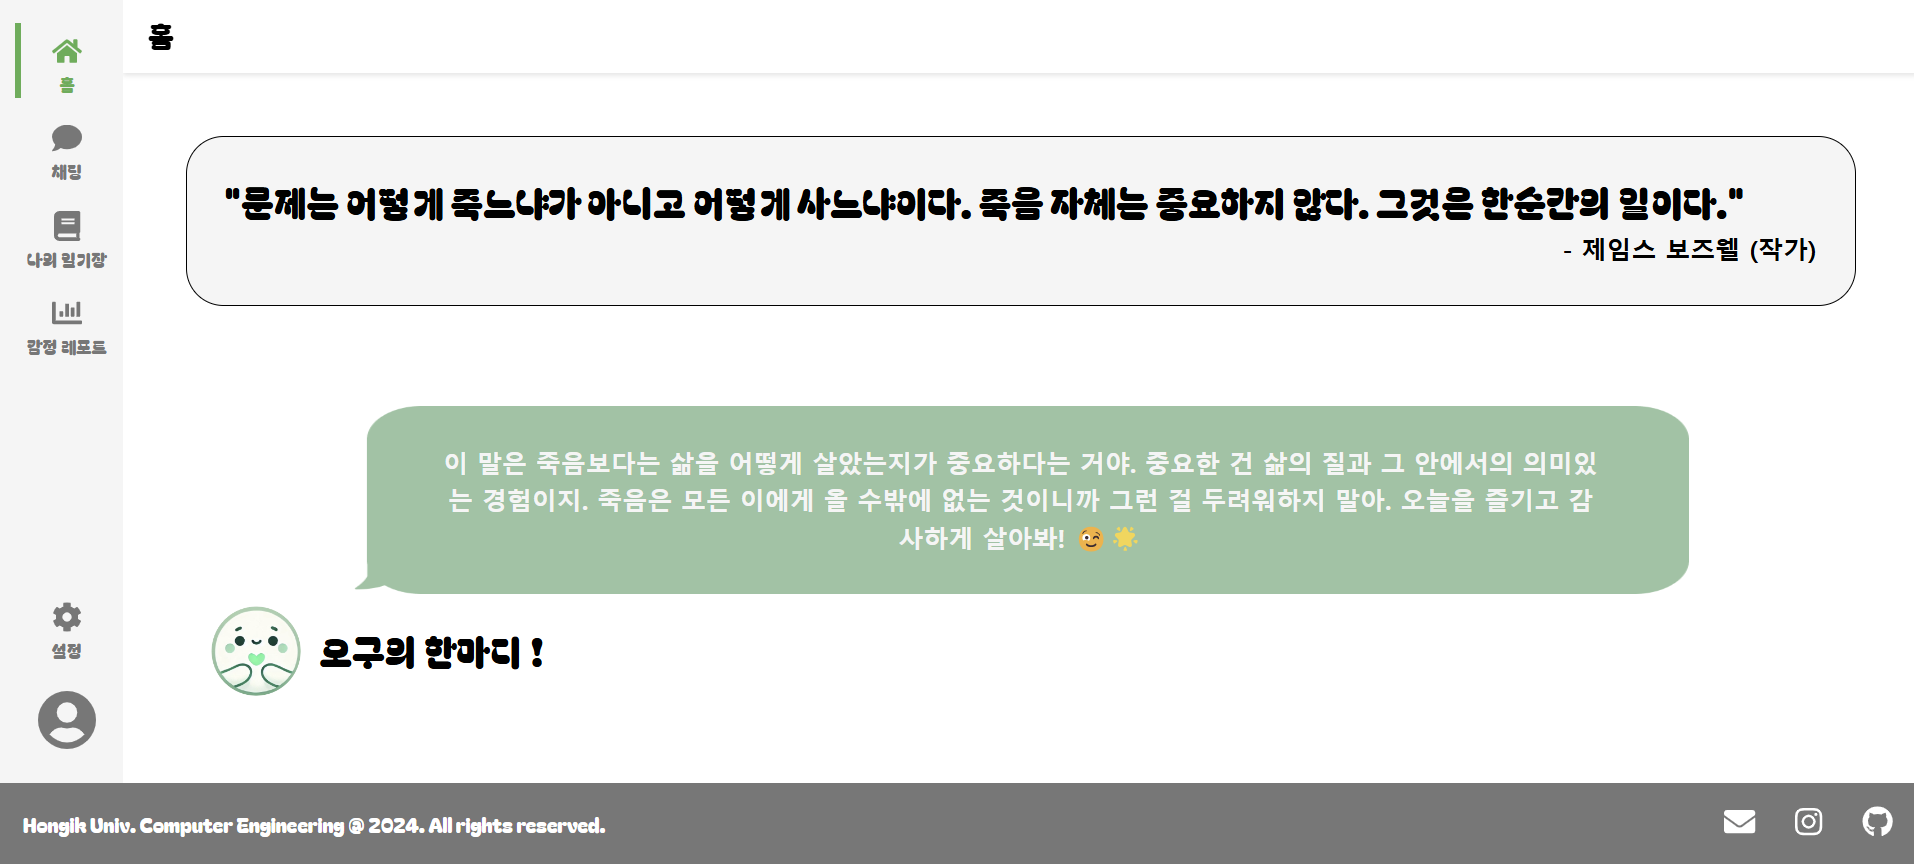 홈
홈
채팅
나의 일기장
감정 레포트
설정
"문제는 어떻게 죽느냐가 아니고 어떻게 사느냐이다. 죽음 자체는 중요하지 않다. 그것은 한순간의 일이다."
- 제임스 보즈웰 (작가)
이 말은 죽음보다는 삶을 어떻게 살았는지가 중요하다는 거야. 중요한 건 삶의 질과 그 안에서의 의미있
는 경험이지. 죽음은 모든 이에게 올 수밖에 없는 것이니까 그런 걸 두려워하지 말아. 오늘을 즐기고 감
사하게 살아봐! 😉 🌟
오구의 한마디 !
Hongik Univ. Computer Engineering @ 2024. All rights reserved.